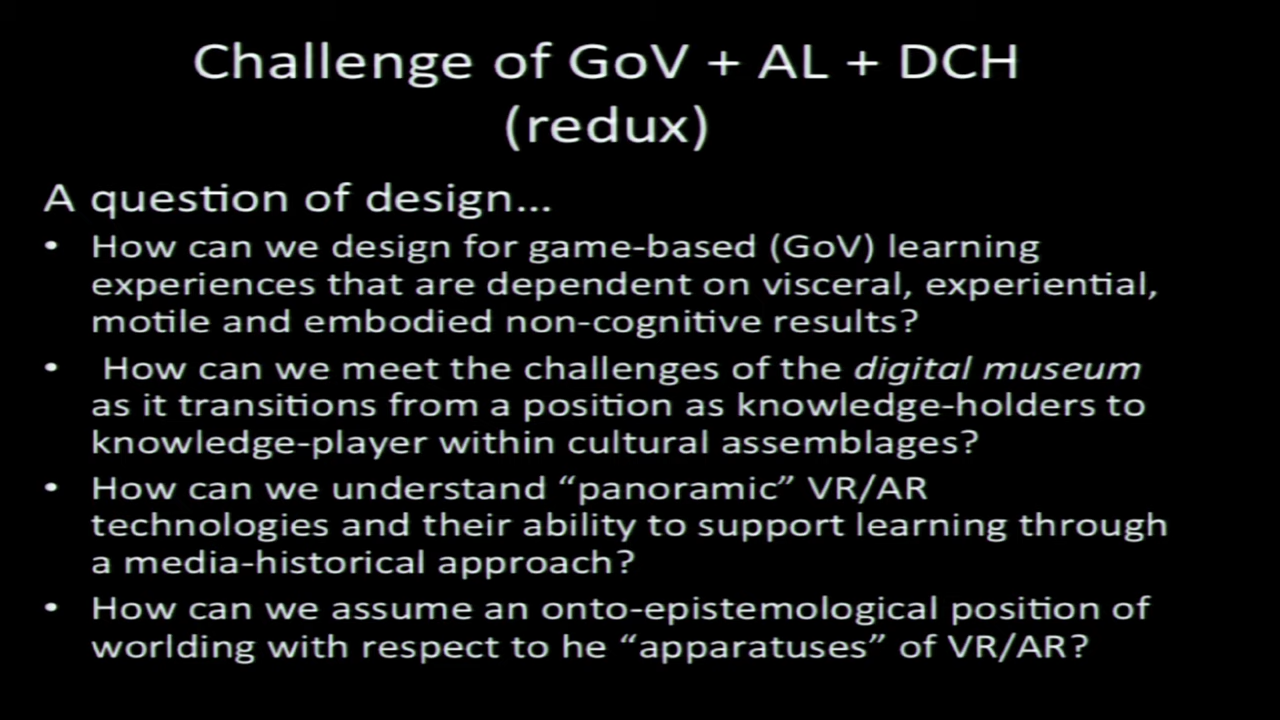 Challenge of GoV + AL + DCH
(redux)
A question of design...
• How can we design for game-based (GoV) learning
experiences that are dependent on visceral, experiential,
motile and embodied non-cognitive results?
• How can we meet the challenges of the digital museum
as it transitions from a position as knowledge-holders to
knowledge-player within cultural assemblages?
• How can we understand “panoramic” VR/AR
technologies and their ability to support learning through
a media-historical approach?
• How can we assume an onto-epistemological position of
worlding with respect to he “apparatuses” of VR/AR?